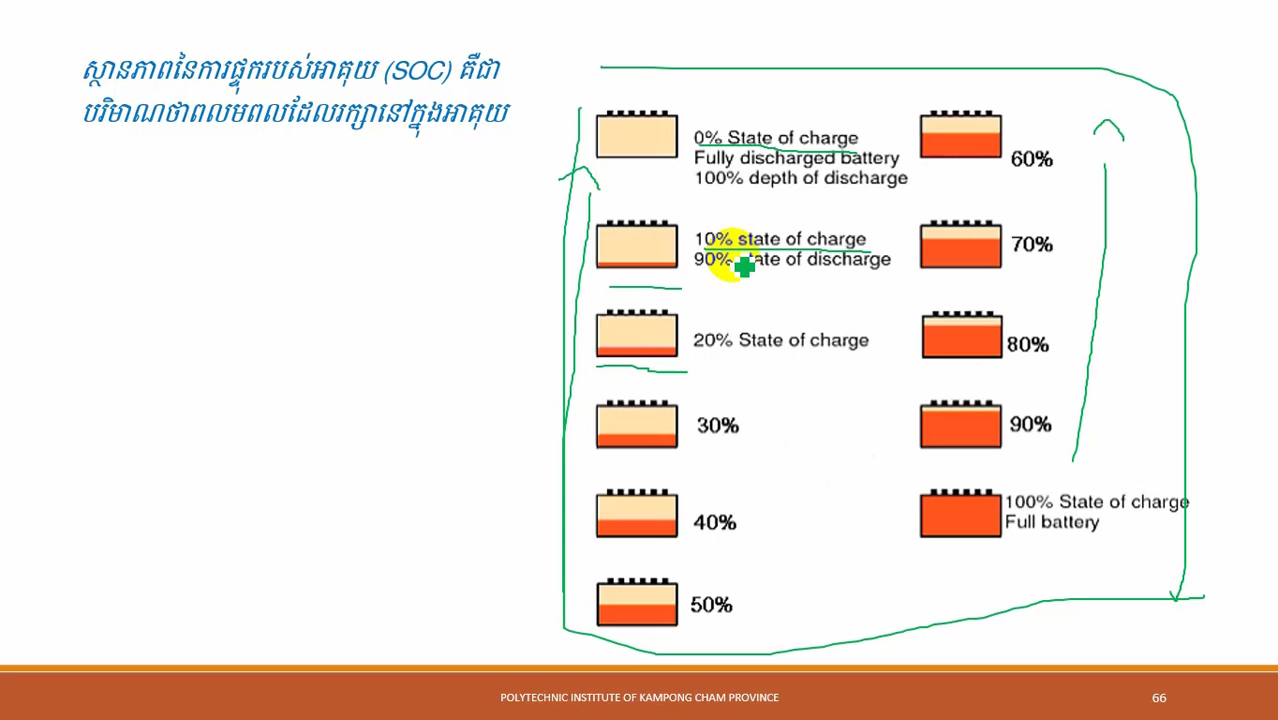 ស្ថានភាពនៃការផ្ទុករបស់អាគុយ (SOC) គឺជា
បរិមាណថាពលមពលដែលរក្សានៅក្នុងអាគុយ
0% State of charge
Fully discharged battery
100% depth of discharge
10% state of charge
90% state of discharge
20% State of charge
30%
40%
50%
60%
70%
80%
90%
100% State of charge
Full battery
POLYTECHNIC INSTITUTE OF KAMPONG CHAM PROVINCE
66